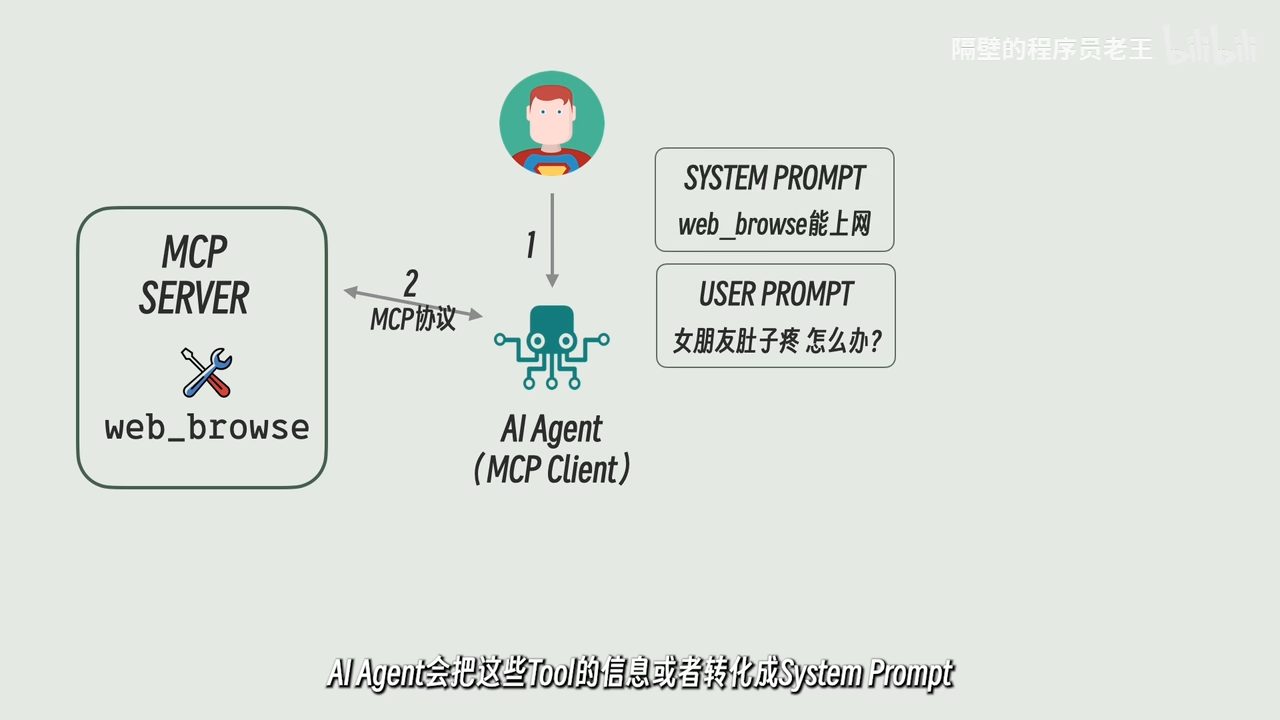 隔壁的程序员老王 bilibili
SYSTEM PROMPT
web_browse能上网
1
MCP
SERVER
2
MCP协议
USER PROMPT
女朋友肚子疼 怎么办?
web_browse
AI Agent
(MCP Client)
AI Agent会把这些Tool的信息或者转化成System Prompt